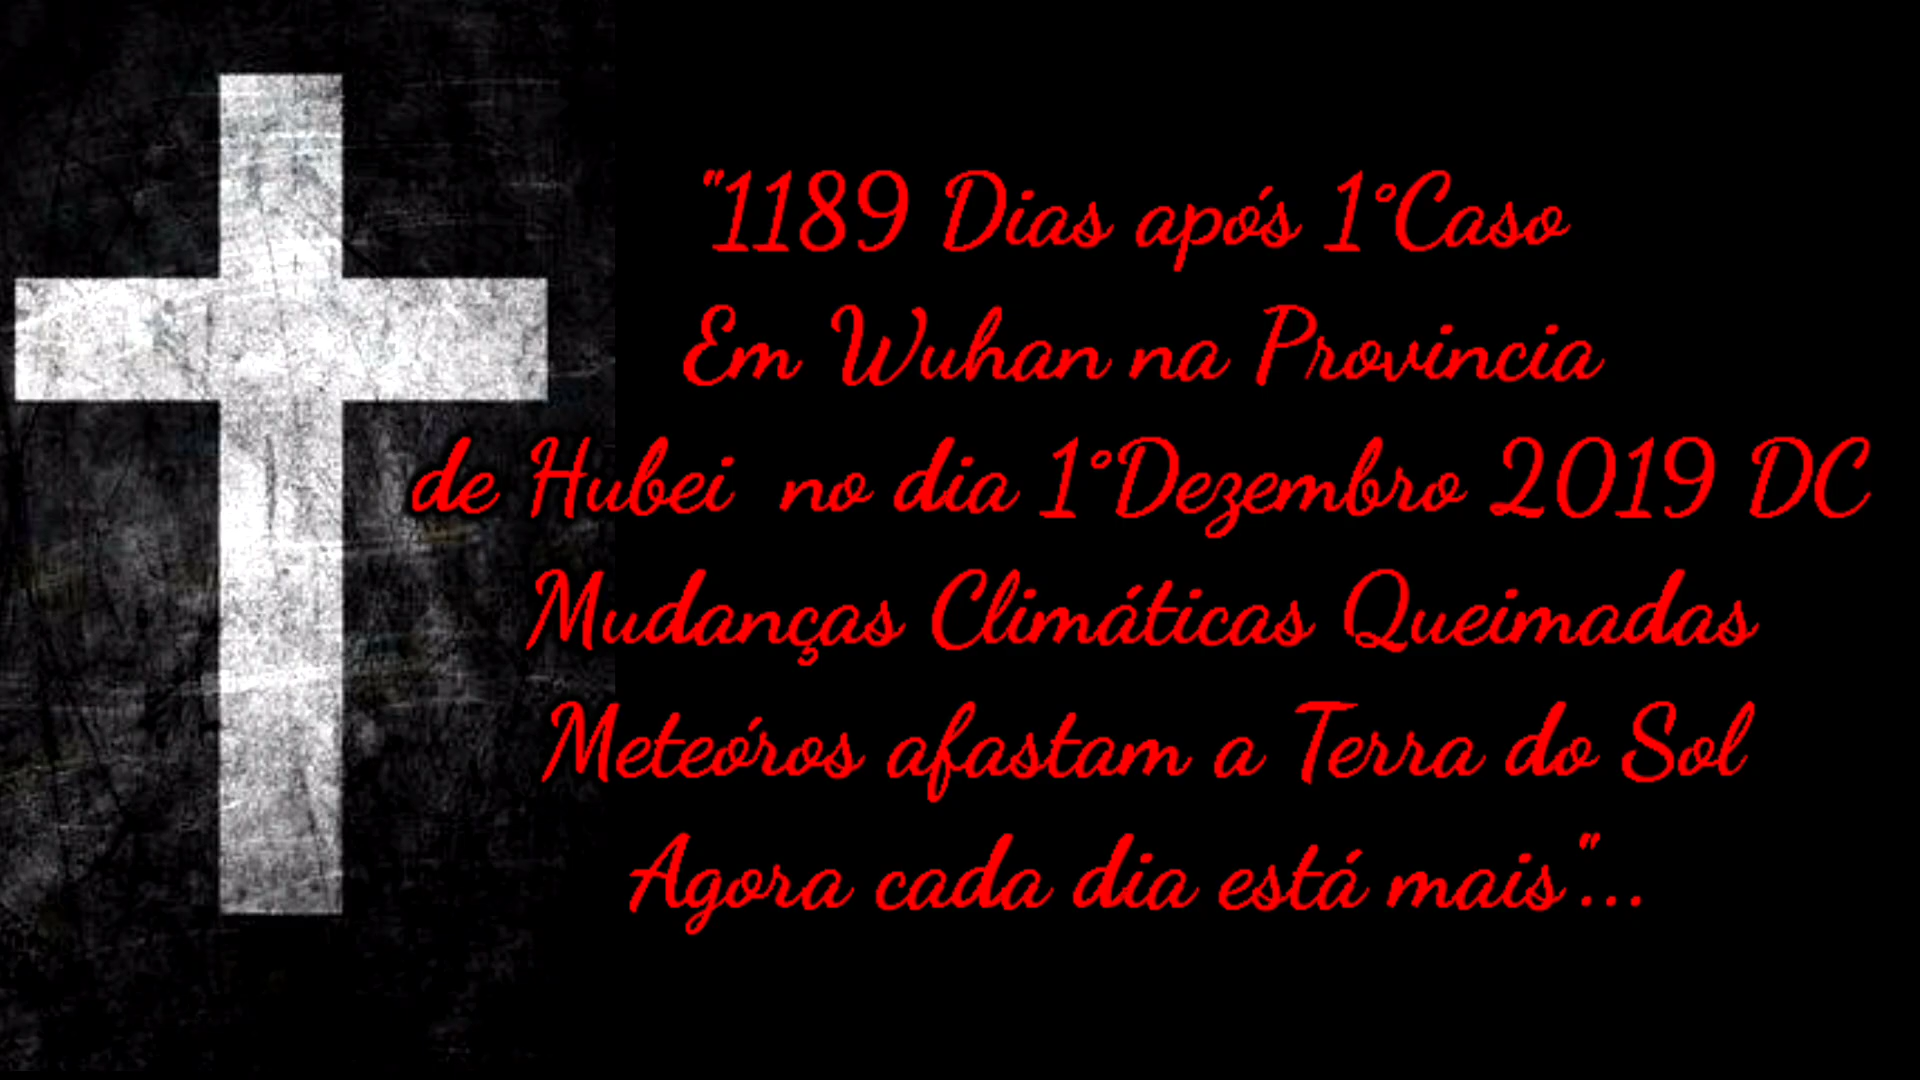 "1189 Dias após 1°Caso
Em Wuhan na Provincia
de Hubei no dia 1°Dezembro 2019 DC
Mudanças Climáticas Queimadas
Meteóros afastam a Terra do Sol
Agora cada dia está mais"...